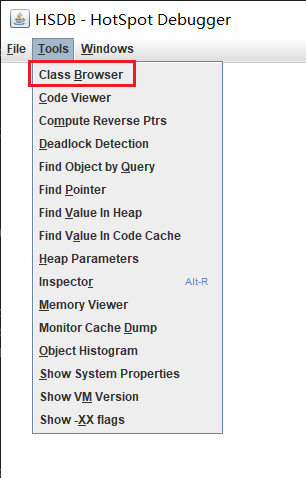 HSDB - HotSpot Debugger
File Tools Windows
Class Browser
Code Viewer
Compute Reverse Ptrs
Deadlock Detection
Find Object by Query
Find Pointer
Find Value In Heap
Find Value In Code Cache
Heap Parameters
Inspector Alt-R
Memory Viewer
Monitor Cache Dump
Object Histogram
Show System Properties
Show VM Version
Show -XX flags